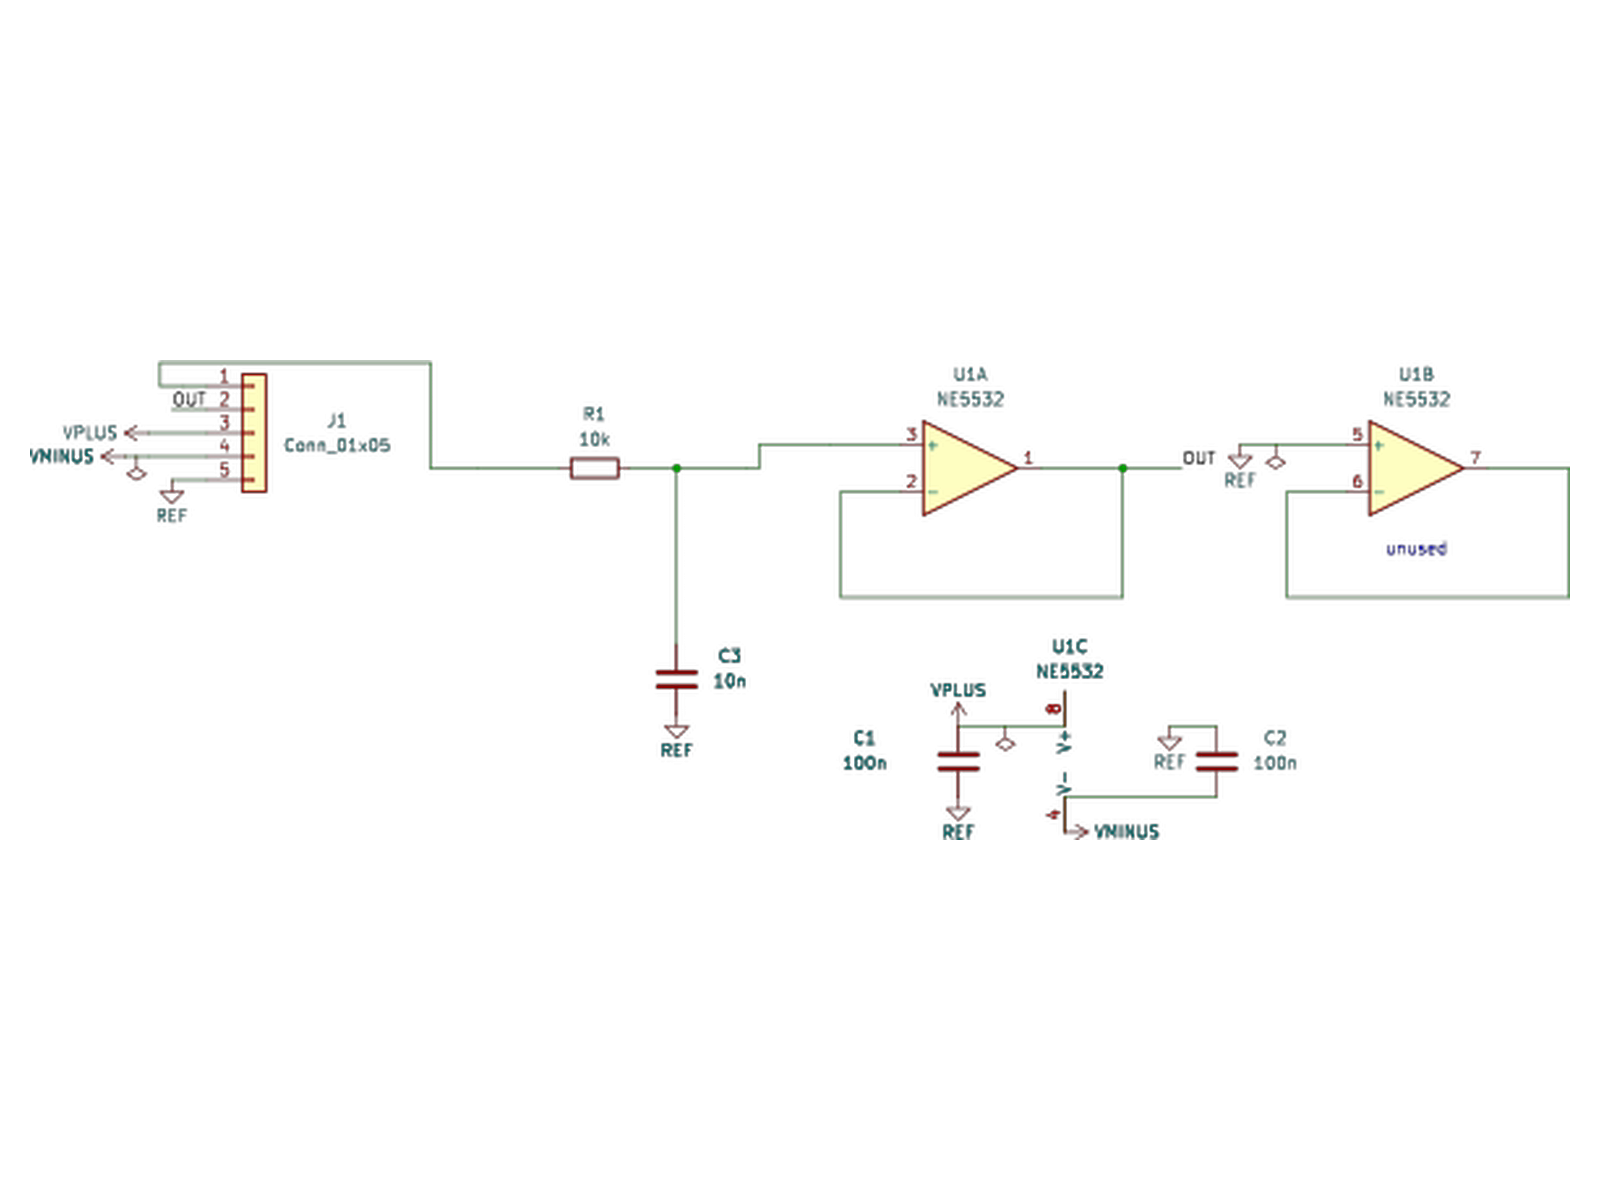 1
OUT 2
VPLUS 3
VMINUS 4
5
REF
J1
Conn_01x05
R1
10k
C3
10n
REF
U1A
NE5532
3
+
2
-
1
OUT
REF
U1B
NE5532
5
+
6
-
7
unused
U1C
NE5532
VPLUS
8
V+
C1
100n
REF
V-
4
VMINUS
REF
C2
100n